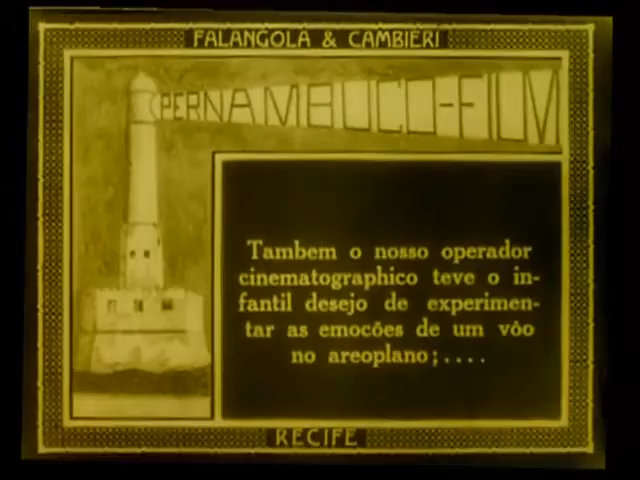 FALANGOLA & CAMBIERI
PERNAMBUCO-FILM
Tambem o nosso operador
cinematographico teve o in-
fantil desejo de experimen-
tar as emocões de um vôo
no areoplano;....
RECIFE